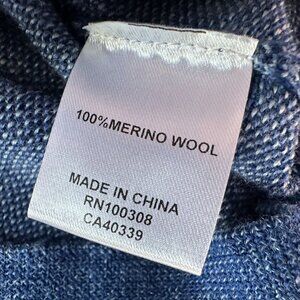 100%MERINO WOOL
MADE IN CHINA
RN100308
CA40339